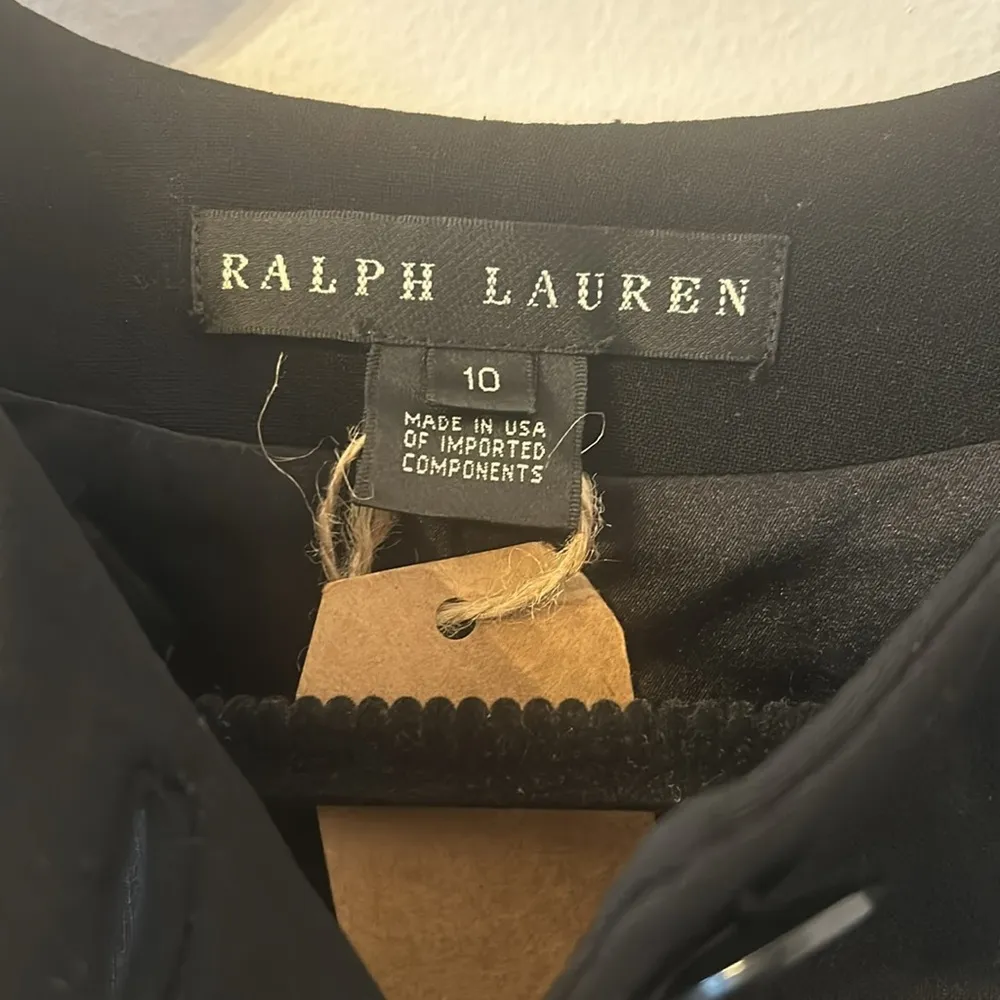 RALPH LAUREN
10
MADE IN USA
OF IMPORTED
COMPONENTS